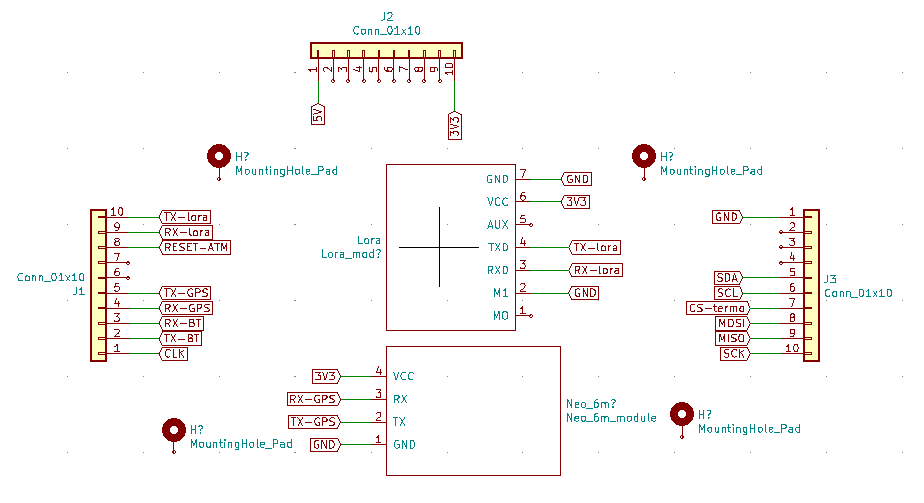 J2
Conn_01x10
1 2 3 4 5 6 7 8 9 10
5V
3V3
H?
MountingHole_Pad
H?
MountingHole_Pad
GND 7 GND
VCC 6 3V3
AUX 5
TXD 4 TX-lora
RXD 3 RX-lora
M1 2 GND
MO 1
Lora
Lora_mod?
10 TX-lora
9 RX-lora
8 RESET-ATM
7
6
5 TX-GPS
4 RX-GPS
3 RX-BT
2 TX-BT
1 CLK
Conn_01x10
J1
GND 1
2
3
4
SDA 5
SCL 6
CS-termo 7
MOSI 8
MISO 9
SCK 10
J3
Conn_01x10
3V3 4 VCC
RX-GPS 3 RX
TX-GPS 2 TX
GND 1 GND
Neo_6m?
Neo_6m_module
H?
MountingHole_Pad
H?
MountingHole_Pad